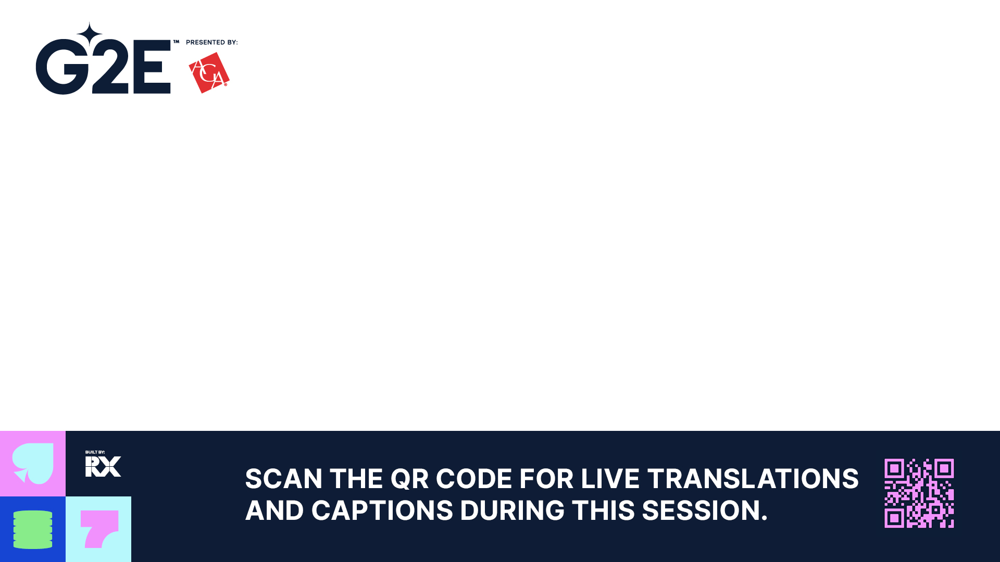 G2E™ PRESENTED BY:
AGA®
BUILT BY:
RX
SCAN THE QR CODE FOR LIVE TRANSLATIONS
AND CAPTIONS DURING THIS SESSION.
7